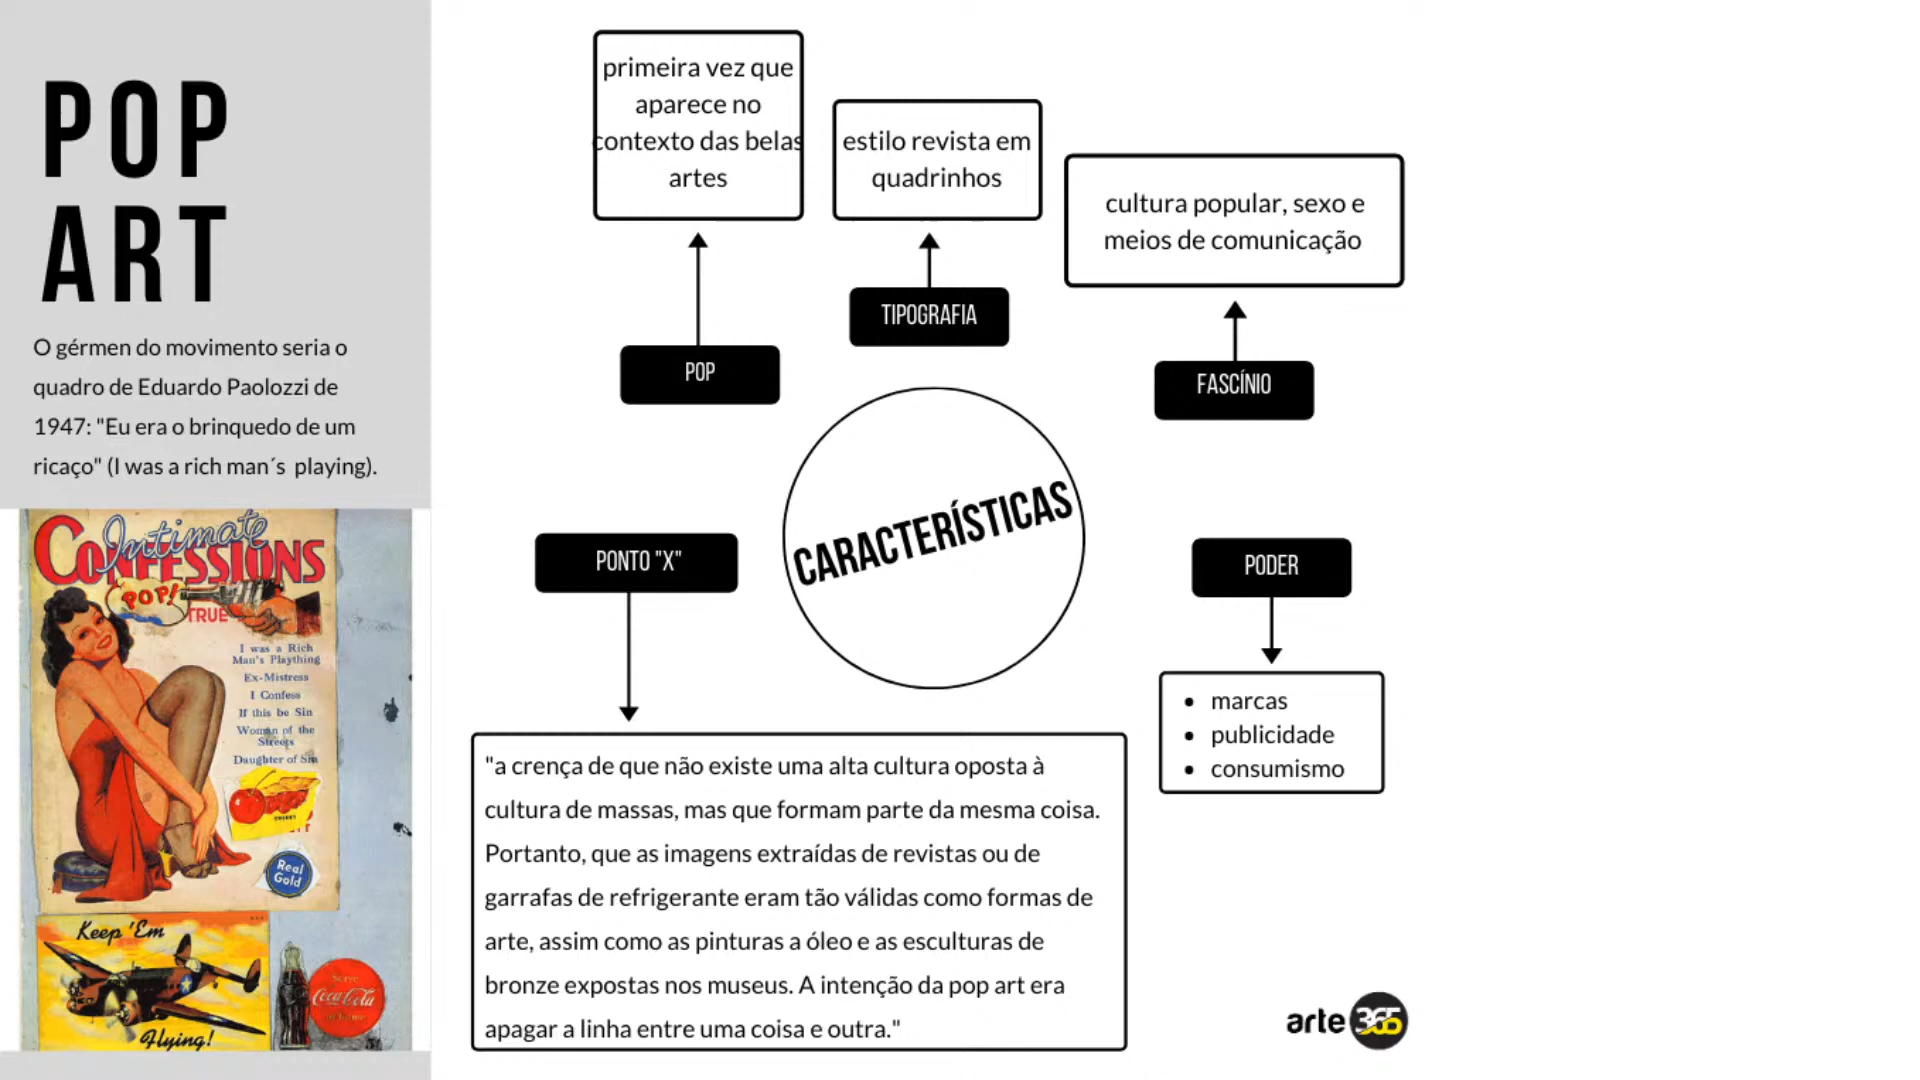 POP
ART
O gérmen do movimento seria o
quadro de Eduardo Paolozzi de
1947: "Eu era o brinquedo de um
ricaço" (I was a rich man´s  playing).
Intimate
CONFESSIONS
POP!
TRUE
I was a Rich
Man's Plaything
Ex-Mistress
I Confess
If this be Sin
Woman of the
Streets
Daughter of Sin
Real
Gold
Keep 'Em
Flying!
Serve
Coca-Cola
primeira vez que
aparece no
contexto das belas
artes
POP
estilo revista em
quadrinhos
TIPOGRAFIA
cultura popular, sexo e
meios de comunicação
FASCÍNIO
CARACTERÍSTICAS
PONTO "X"
"a crença de que não existe uma alta cultura oposta à
cultura de massas, mas que formam parte da mesma coisa.
Portanto, que as imagens extraídas de revistas ou de
garrafas de refrigerante eram tão válidas como formas de
arte, assim como as pinturas a óleo e as esculturas de
bronze expostas nos museus. A intenção da pop art era
apagar a linha entre uma coisa e outra."
PODER
• marcas
• publicidade
• consumismo
arte 365